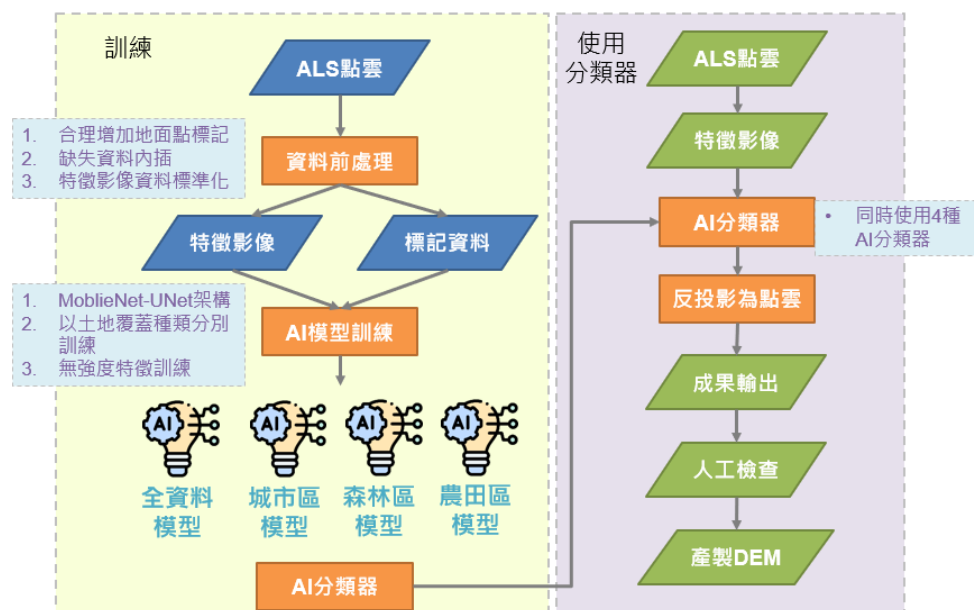 訓練
ALS點雲
1. 合理增加地面點標記
2. 缺失資料內插
3. 特徵影像資料標準化
資料前處理
特徵影像
標記資料
1. MoblieNet-UNet架構
2. 以土地覆蓋種類分別
訓練
3. 無強度特徵訓練
AI模型訓練
AI
AI
AI
AI
全資料
模型
城市區
模型
森林區
模型
農田區
模型
AI分類器
使用
分類器
ALS點雲
特徵影像
AI分類器
• 同時使用4種
AI分類器
反投影為點雲
成果輸出
人工檢查
產製DEM